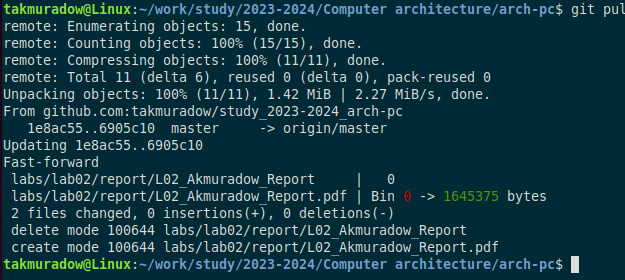 takmuradow@Linux:~/work/study/2023-2024/Computer architecture/arch-pc$ git pul
remote: Enumerating objects: 15, done.
remote: Counting objects: 100% (15/15), done.
remote: Compressing objects: 100% (11/11), done.
remote: Total 11 (delta 6), reused 0 (delta 0), pack-reused 0
Unpacking objects: 100% (11/11), 1.42 MiB | 2.27 MiB/s, done.
From github.com:takmuradow/study_2023-2024_arch-pc
   1e8ac55..6905c10  master     -> origin/master
Updating 1e8ac55..6905c10
Fast-forward
 labs/lab02/report/L02_Akmuradow_Report     |   0
 labs/lab02/report/L02_Akmuradow_Report.pdf | Bin 0 -> 1645375 bytes
 2 files changed, 0 insertions(+), 0 deletions(-)
 delete mode 100644 labs/lab02/report/L02_Akmuradow_Report
 create mode 100644 labs/lab02/report/L02_Akmuradow_Report.pdf
takmuradow@Linux:~/work/study/2023-2024/Computer architecture/arch-pc$